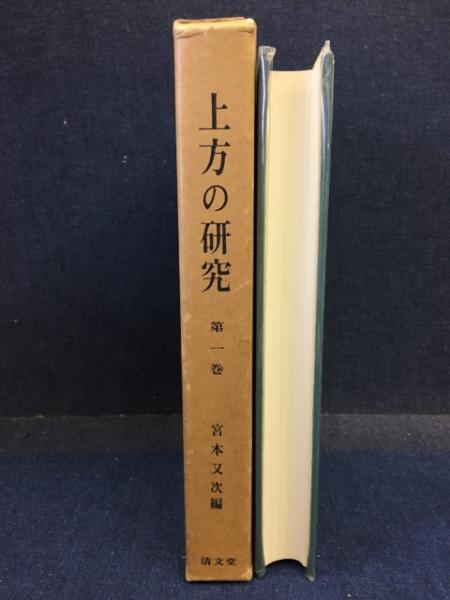 上方の研究
第一巻
宮本又次編
清文堂